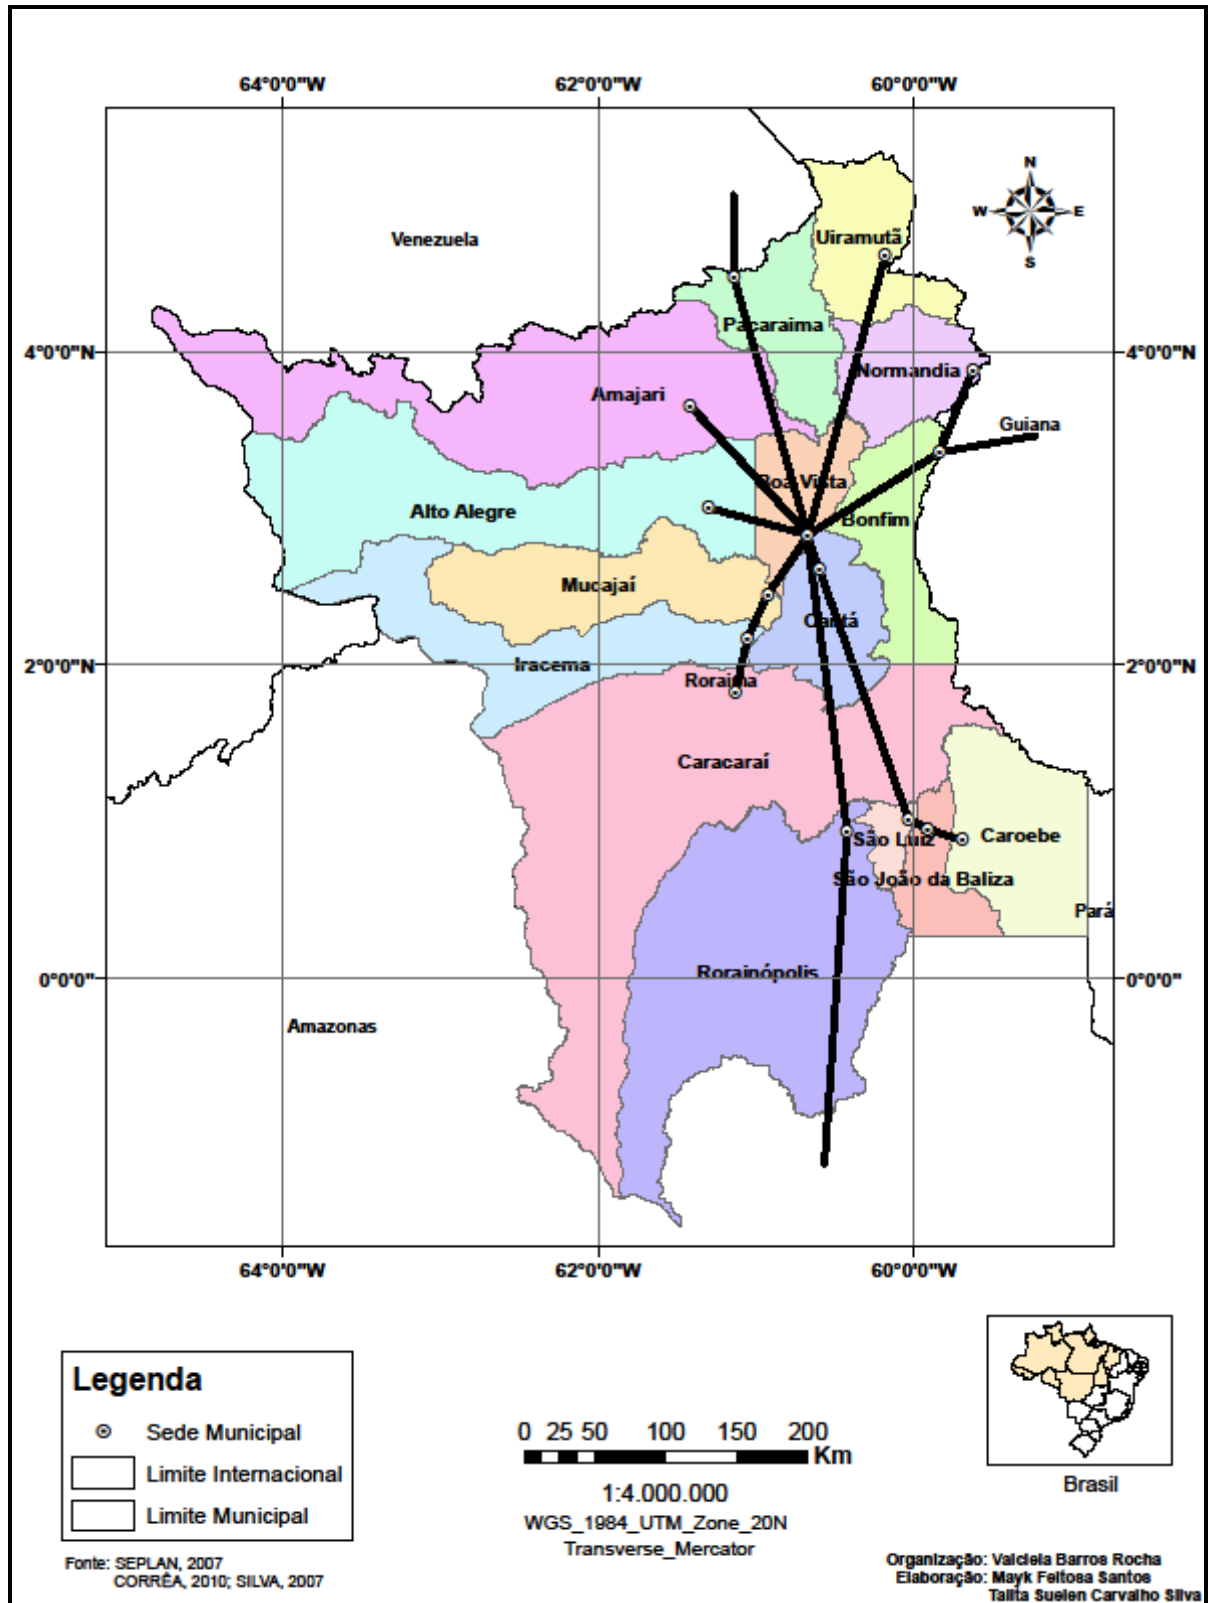 64°0'0"W
62°0'0"W
60°0'0"W
N
W
E
S
Venezuela
Uiramutã
Pacaraima
4°0'0"N
4°0'0"N
Normandia
Amajari
Guiana
Boa Vista
Alto Alegre
Bonfim
Mucajaí
Cantá
2°0'0"N
Iracema
2°0'0"N
Roraima
Caracaraí
São Luiz
Caroebe
São João da Baliza
Pará
0°0'0"
Rorainópolis
0°0'0"
Amazonas
64°0'0"W
62°0'0"W
60°0'0"W
Legenda
Sede Municipal
Limite Internacional
Limite Municipal
0 25 50 100 150 200
Km
1:4.000.000
WGS_1984_UTM_Zone_20N
Transverse_Mercator
Brasil
Fonte: SEPLAN, 2007
CORRÊA, 2010; SILVA, 2007
Organização: Valciela Barros Rocha
Elaboração: Mayk Feitosa Santos
Talita Suelen Carvalho Silva